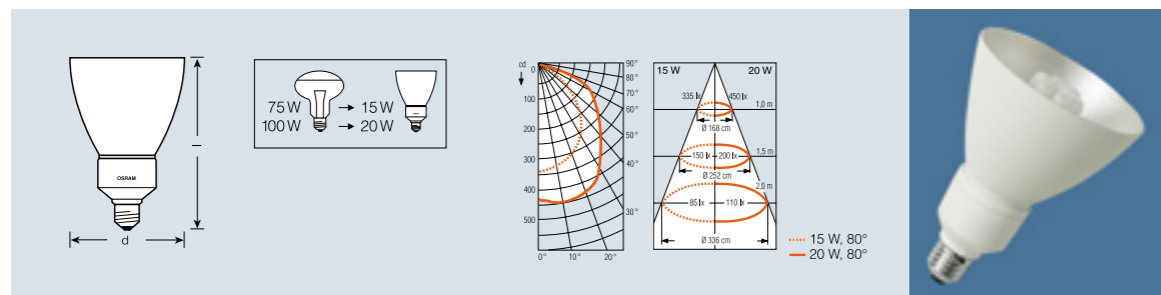 l
OSRAM
d
75 W → 15 W
100 W → 20 W
cd
0
100
200
300
400
500
90°
80°
70°
60°
50°
40°
30°
0° 10° 20°
15 W 20 W
335 lx 450 lx
1,0 m
Ø 168 cm
150 lx 200 lx
1,5 m
Ø 252 cm
2,0 m
85 lx 110 lx
Ø 336 cm
15 W, 80°
20 W, 80°